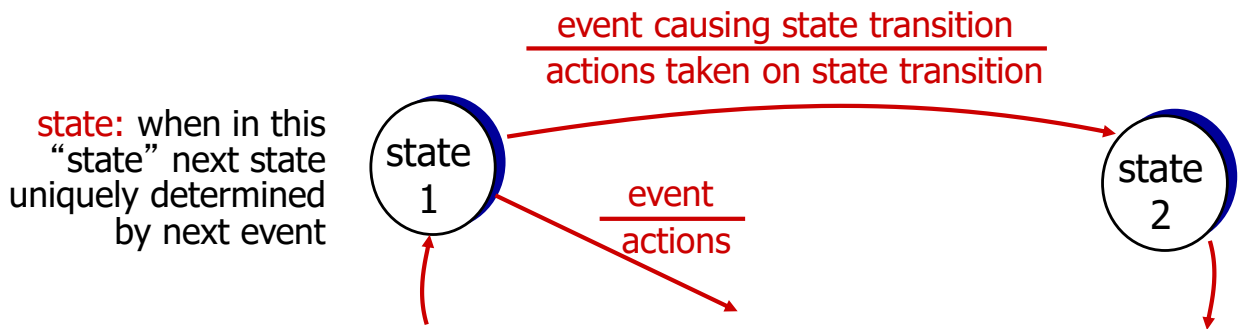 event causing state transition
actions taken on state transition
state: when in this
“state” next state
uniquely determined
by next event
state
1
event
actions
state
2